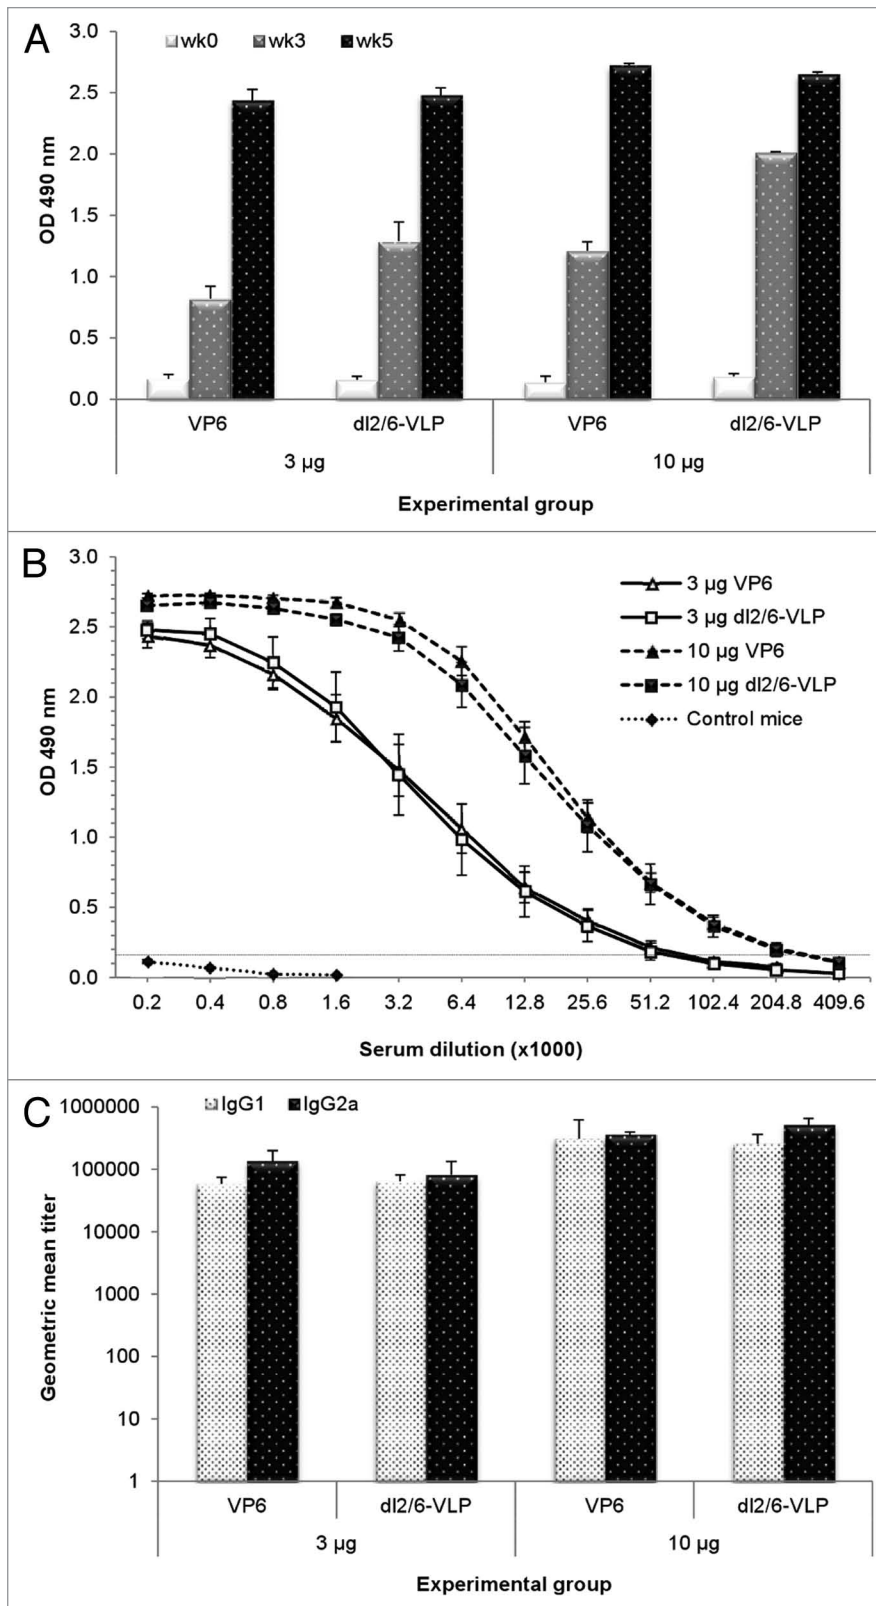 A
wk0 wk3 wk5
3.0
2.5
2.0
1.5
1.0
0.5
0.0
OD 490 nm
VP6 dl2/6-VLP VP6 dl2/6-VLP
3 µg 10 µg
Experimental group
B
3.0
2.5
2.0
1.5
1.0
0.5
0.0
OD 490 nm
3 µg VP6
3 µg dl2/6-VLP
10 µg VP6
10 µg dl2/6-VLP
Control mice
0.2 0.4 0.8 1.6 3.2 6.4 12.8 25.6 51.2 102.4 204.8 409.6
Serum dilution (x1000)
C
IgG1 IgG2a
1000000
100000
10000
1000
100
10
1
Geometric mean titer
VP6 dl2/6-VLP VP6 dl2/6-VLP
3 µg 10 µg
Experimental group